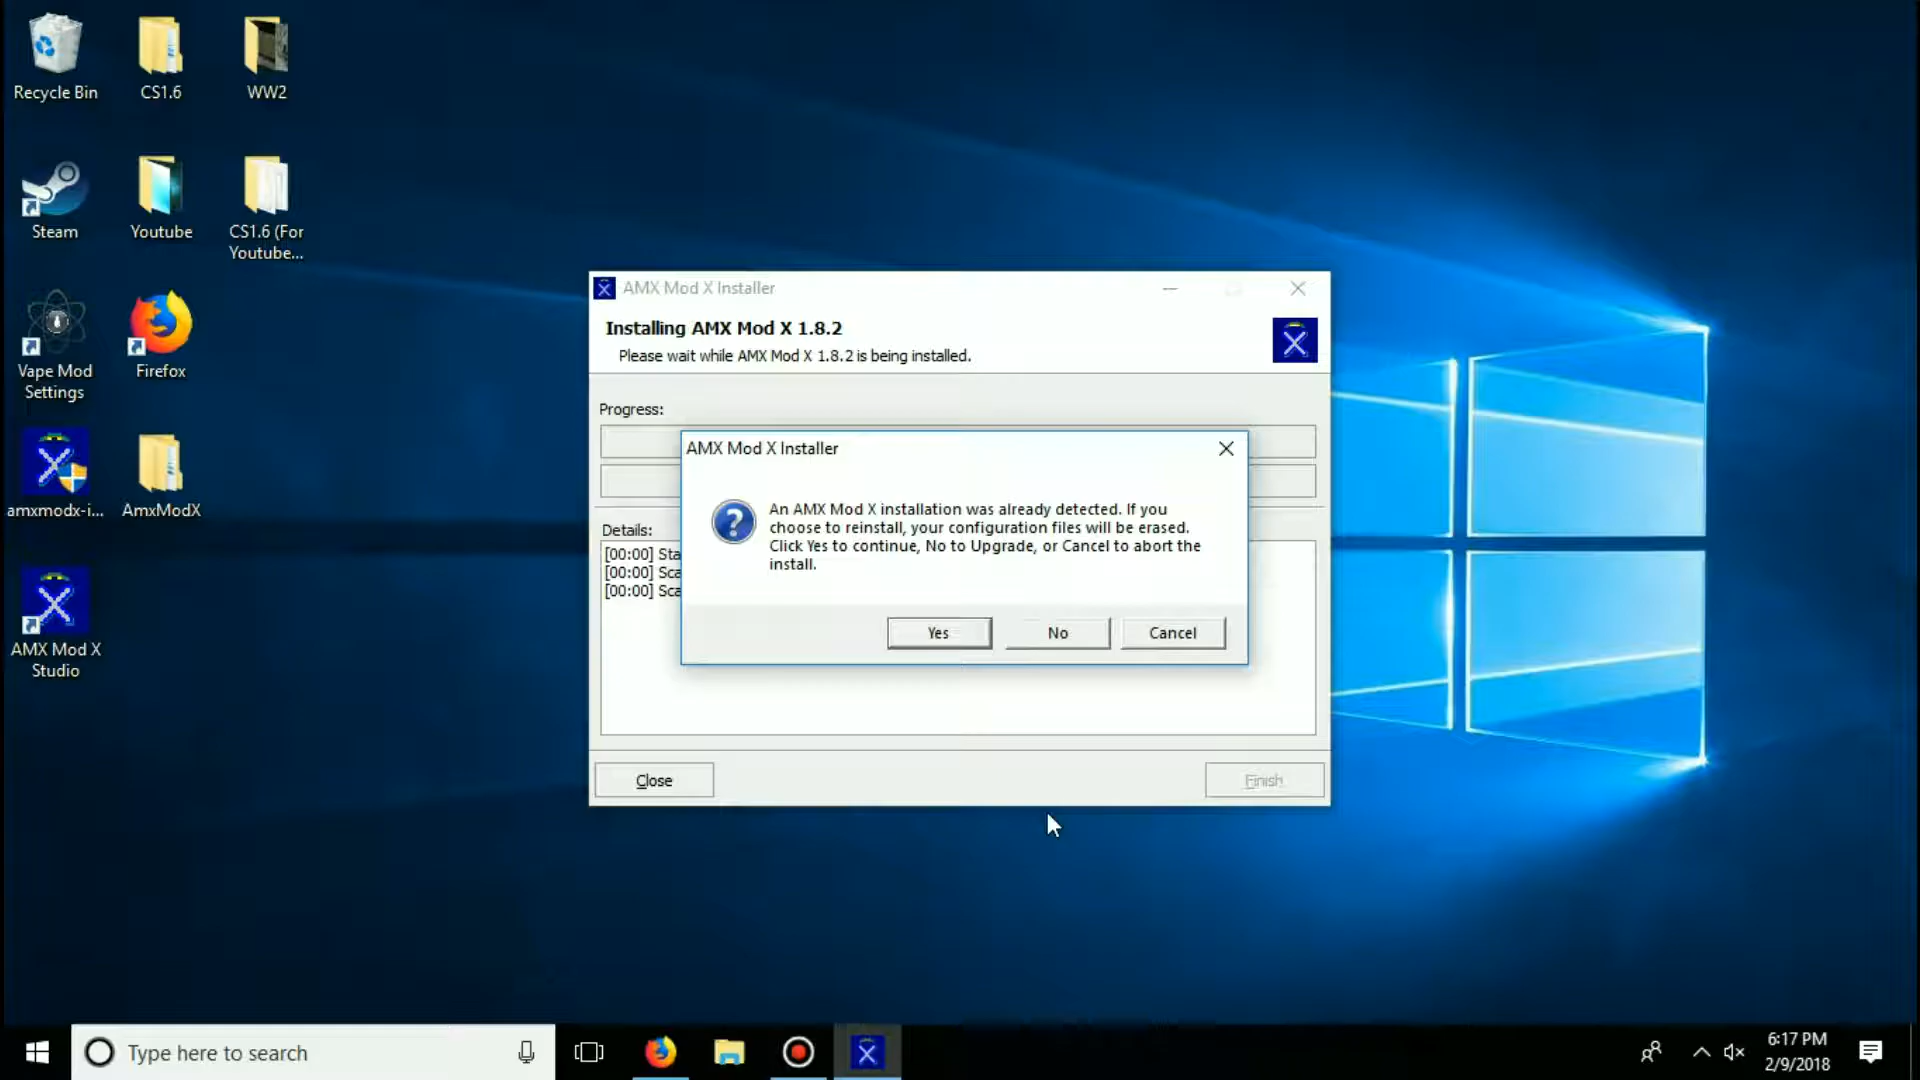 Recycle Bin
CS1.6
WW2
Steam
Youtube
CS1.6 (For
Youtube...
Vape Mod
Settings
Firefox
amxmodx-i...
AmxModX
AMX Mod X
Studio
AMX Mod X Installer
Installing AMX Mod X 1.8.2
Please wait while AMX Mod X 1.8.2 is being installed.
Progress:
AMX Mod X Installer
An AMX Mod X installation was already detected. If you
choose to reinstall, your configuration files will be erased.
Click Yes to continue, No to Upgrade, or Cancel to abort the
install.
Yes
No
Cancel
Details:
[00:00] Sta
[00:00] Sca
[00:00] Sca
Close
Finish
Type here to search
6:17 PM
2/9/2018